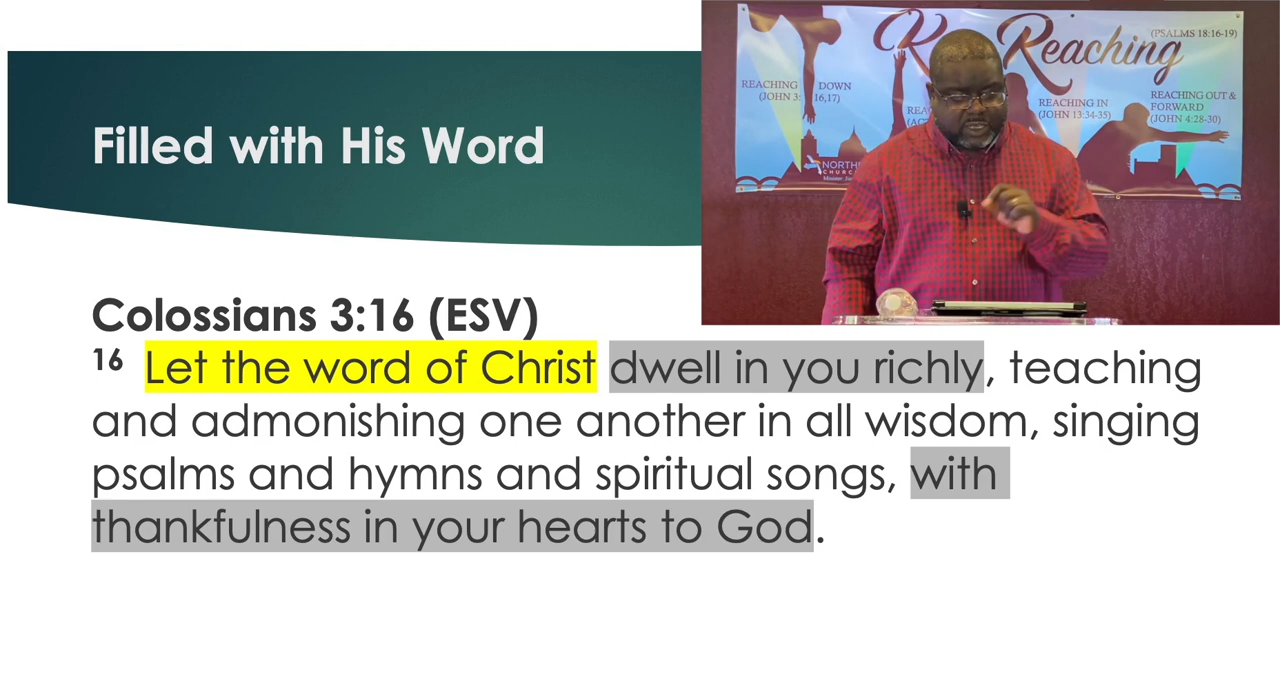 Filled with His Word
Colossians 3:16 (ESV)
16 Let the word of Christ dwell in you richly, teaching
and admonishing one another in all wisdom, singing
psalms and hymns and spiritual songs, with
thankfulness in your hearts to God.
Reaching
(PSALMS 18:16-19)
REACHING DOWN
(JOHN 3: 16,17)
REACHING IN
(JOHN 13:34-35)
REACHING OUT &
FORWARD
(JOHN 4:28-30)
CHURCH